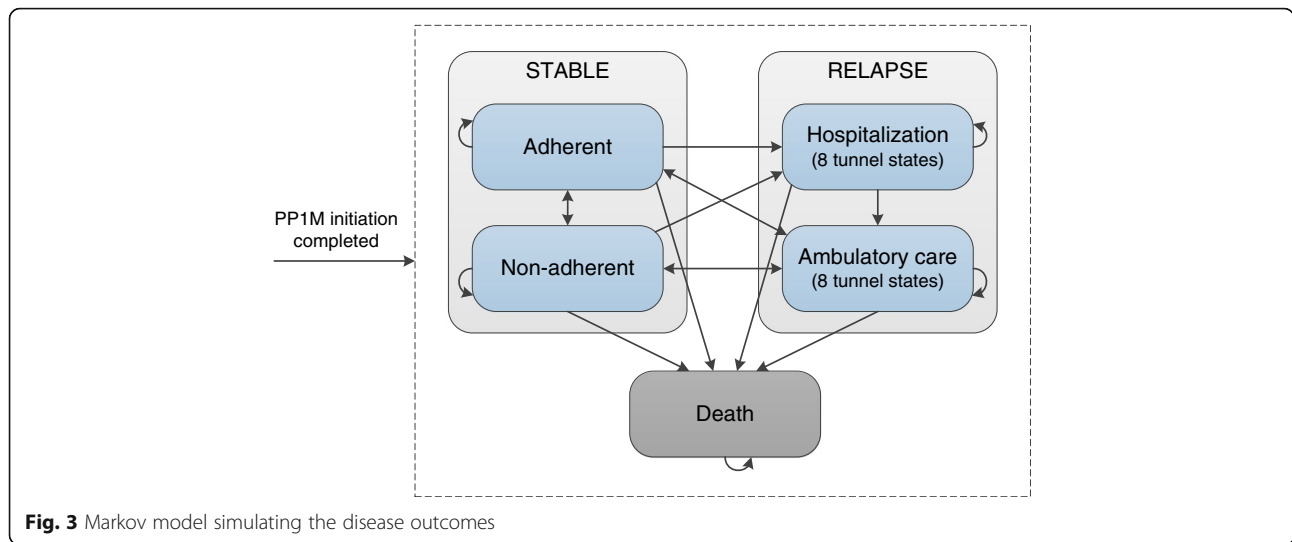 STABLE
RELAPSE
Adherent
Hospitalization
(8 tunnel states)
PP1M initiation
completed
Non-adherent
Ambulatory care
(8 tunnel states)
Death
Fig. 3 Markov model simulating the disease outcomes